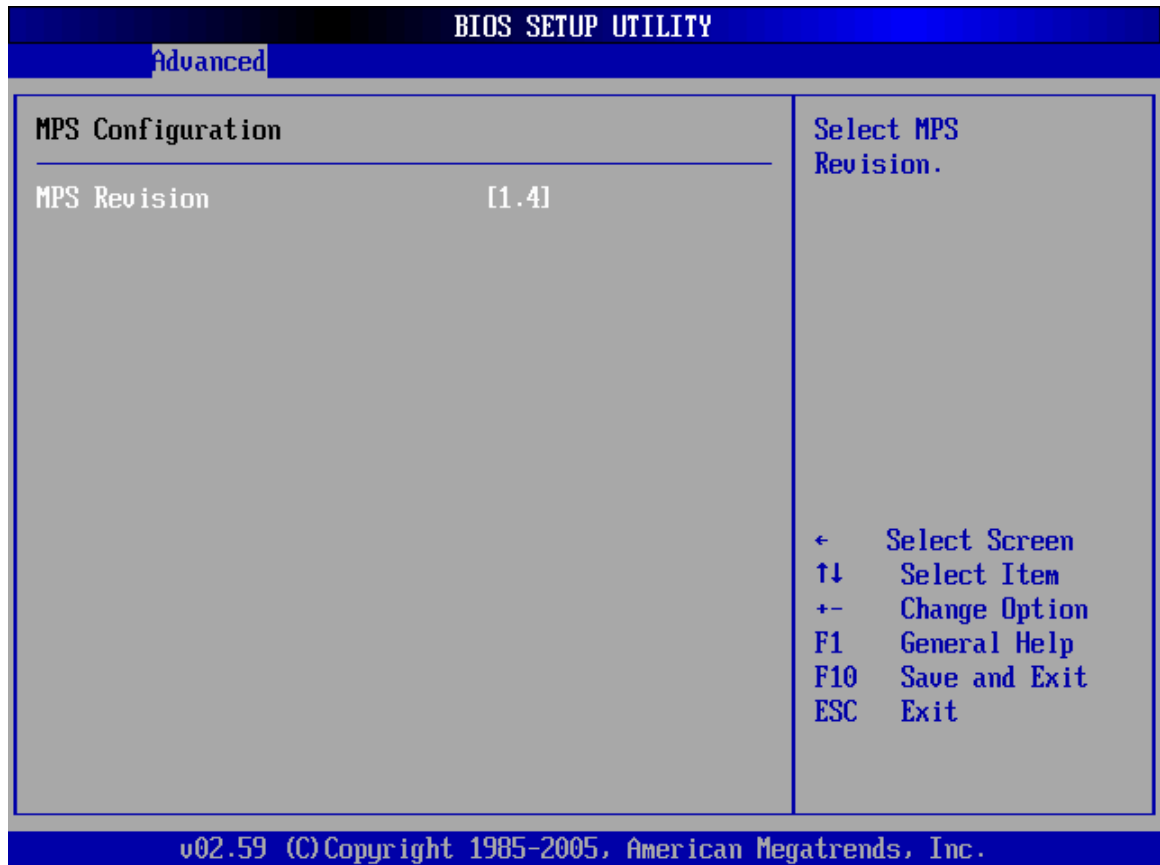 BIOS SETUP UTILITY
Advanced
MPS Configuration
MPS Revision [1.4]
Select MPS
Revision.
← Select Screen
↑↓ Select Item
+- Change Option
F1 General Help
F10 Save and Exit
ESC Exit
v02.59 (C)Copyright 1985-2005, American Megatrends, Inc.